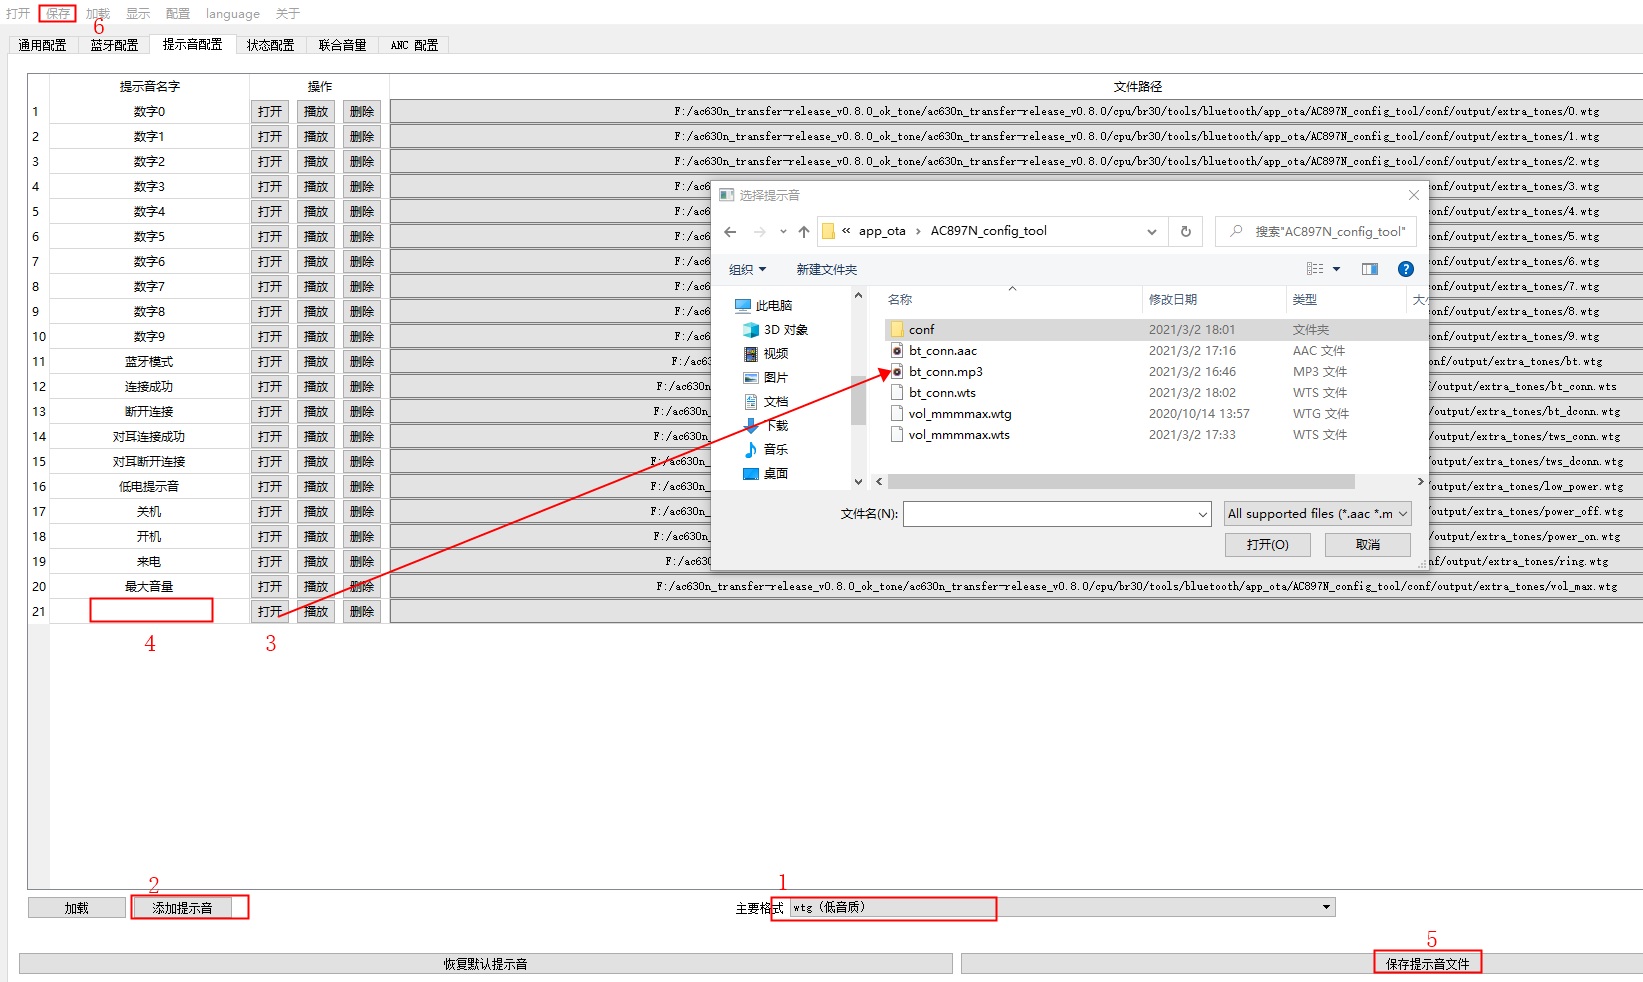 打开 保存 加载 显示 配置 language 关于
6
通用配置 蓝牙配置 提示音配置 状态配置 联合音量 ANC 配置
提示音名字 操作 文件路径
1 数字0 打开 播放 删除 F:/ac630n_transfer-release_v0.8.0_ok_tone/ac630n_transfer-release_v0.8.0/cpu/br30/tools/bluetooth/app_ota/AC897N_config_tool/conf/output/extra_tones/0.wtg
2 数字1 打开 播放 删除 F:/ac630n_transfer-release_v0.8.0_ok_tone/ac630n_transfer-release_v0.8.0/cpu/br30/tools/bluetooth/app_ota/AC897N_config_tool/conf/output/extra_tones/1.wtg
3 数字2 打开 播放 删除 F:/ac630n_transfer-release_v0.8.0_ok_tone/ac630n_transfer-release_v0.8.0/cpu/br30/tools/bluetooth/app_ota/AC897N_config_tool/conf/output/extra_tones/2.wtg
4 数字3 打开 播放 删除 F:/ac6 onf/output/extra_tones/3.wtg
5 数字4 打开 播放 删除 F:/ac6 onf/output/extra_tones/4.wtg
6 数字5 打开 播放 删除 F:/ac6 onf/output/extra_tones/5.wtg
7 数字6 打开 播放 删除 F:/ac6 onf/output/extra_tones/6.wtg
8 数字7 打开 播放 删除 F:/ac6 onf/output/extra_tones/7.wtg
9 数字8 打开 播放 删除 F:/ac6 onf/output/extra_tones/8.wtg
10 数字9 打开 播放 删除 F:/ac6 onf/output/extra_tones/9.wtg
11 蓝牙模式 打开 播放 删除 F:/ac6 onf/output/extra_tones/bt.wtg
12 连接成功 打开 播放 删除 F:/ac630n_ /output/extra_tones/bt_conn.wts
13 断开连接 打开 播放 删除 F:/ac630n_ /output/extra_tones/bt_dconn.wtg
14 对耳连接成功 打开 播放 删除 F:/ac630n_ /output/extra_tones/tws_conn.wtg
15 对耳断开连接 打开 播放 删除 F:/ac630n_ /output/extra_tones/tws_dconn.wtg
16 低电提示音 打开 播放 删除 F:/ac630n_ /output/extra_tones/low_power.wtg
17 关机 打开 播放 删除 F:/ac630n_ /output/extra_tones/power_off.wtg
18 开机 打开 播放 删除 F:/ac630n_ /output/extra_tones/power_on.wtg
19 来电 打开 播放 删除 F:/ac63 nf/output/extra_tones/ring.wtg
20 最大音量 打开 播放 删除 F:/ac630n_transfer-release_v0.8.0_ok_tone/ac630n_transfer-release_v0.8.0/cpu/br30/tools/bluetooth/app_ota/AC897N_config_tool/conf/output/extra_tones/vol_max.wtg
21 打开 播放 删除
4 3
选择提示音
« app_ota › AC897N_config_tool 搜索"AC897N_config_tool"
组织 新建文件夹
此电脑
3D 对象
视频
图片
文档
下载
音乐
桌面
名称 修改日期 类型 大小
conf 2021/3/2 18:01 文件夹
bt_conn.aac 2021/3/2 17:16 AAC 文件
bt_conn.mp3 2021/3/2 16:46 MP3 文件
bt_conn.wts 2021/3/2 18:02 WTS 文件
vol_mmmmax.wtg 2020/10/14 13:57 WTG 文件
vol_mmmmax.wts 2021/3/2 17:33 WTS 文件
文件名(N): All supported files (*.aac *.m
打开(O) 取消
2 1
加载 添加提示音 主要格式 wtg（低音质）
5
恢复默认提示音 保存提示音文件